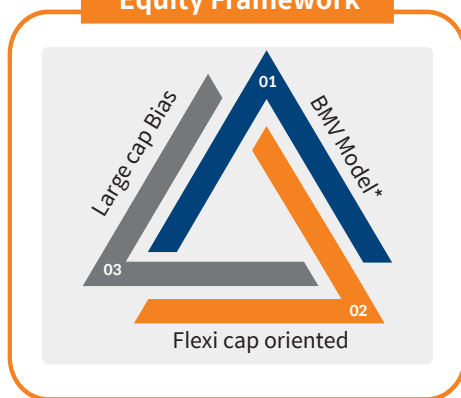 Equity Framework
01
BMV Model*
Large cap Bias
03
02
Flexi cap oriented